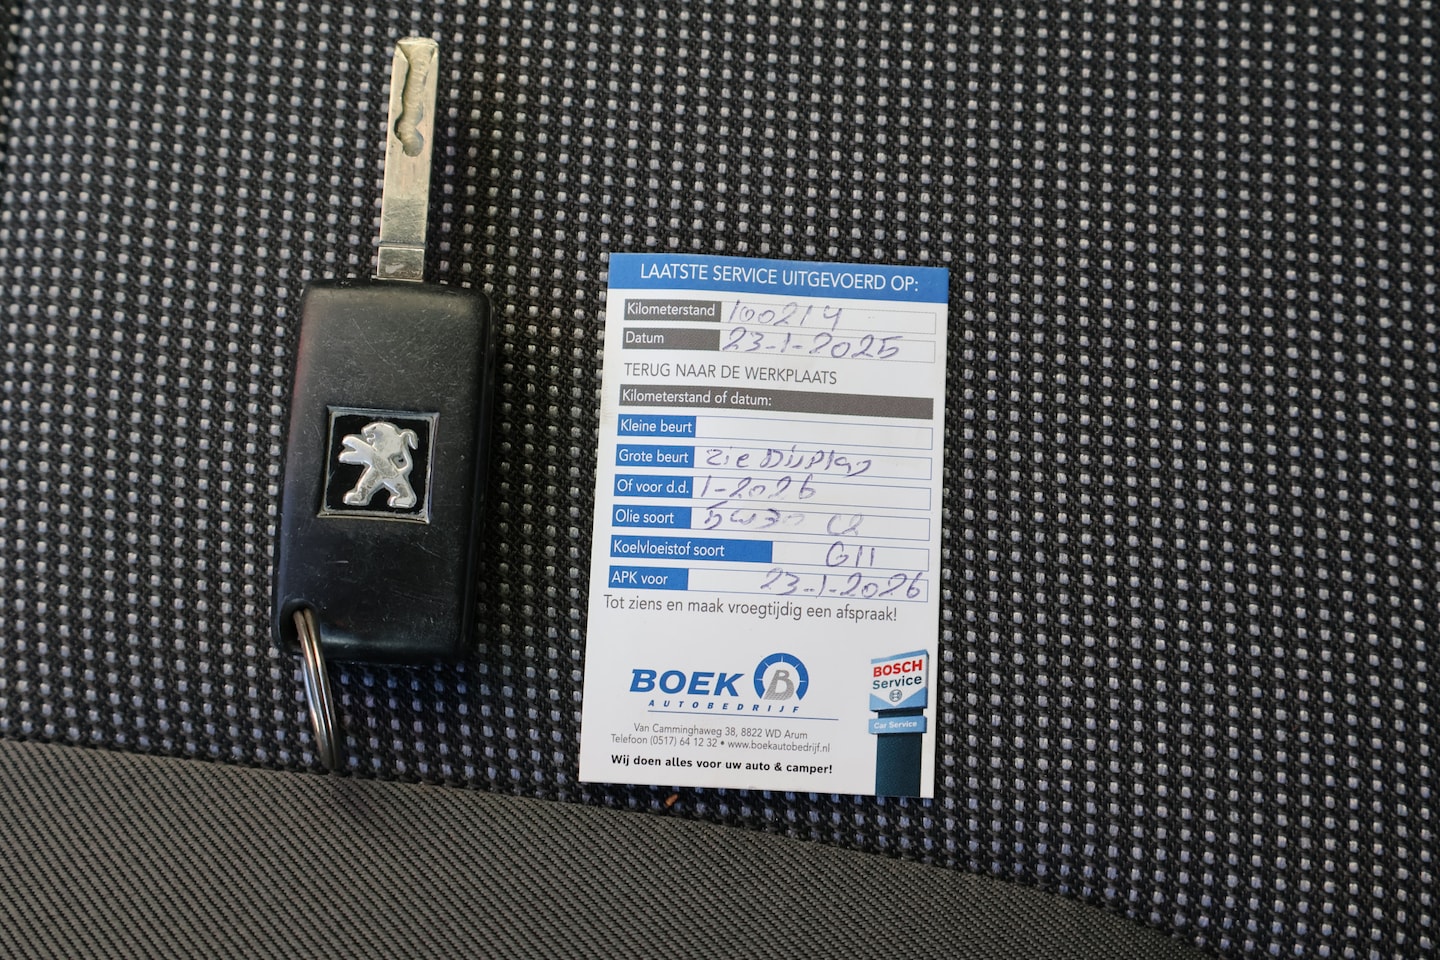 LAATSTE SERVICE UITGEVOERD OP:
Kilometerstand 100214
Datum 23-1-2025
TERUG NAAR DE WERKPLAATS
Kilometerstand of datum:
Kleine beurt
Grote beurt zie Display
Of voor d.d. 1-2026
Olie soort 5w30
Koelvloeistof soort G11
APK voor 23-1-2026
Tot ziens en maak vroegtijdig een afspraak!
BOEK B
AUTOBEDRIJF
BOSCH
Service
Car Service
Van Camminghaweg 38, 8822 WD Arum
Telefoon (0517) 64 12 32 • www.boekautobedrijf.nl
Wij doen alles voor uw auto & camper!